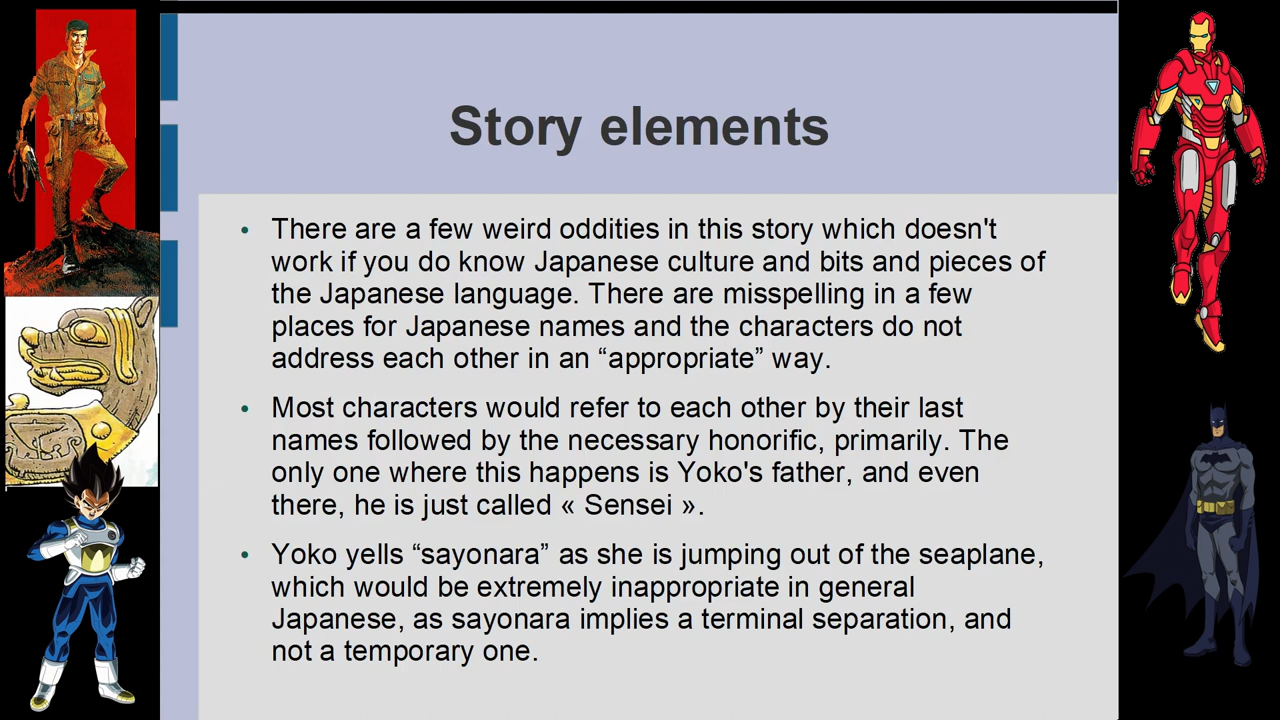 Story elements
• There are a few weird oddities in this story which doesn't
work if you do know Japanese culture and bits and pieces of
the Japanese language. There are misspelling in a few
places for Japanese names and the characters do not
address each other in an “appropriate” way.
• Most characters would refer to each other by their last
names followed by the necessary honorific, primarily. The
only one where this happens is Yoko's father, and even
there, he is just called « Sensei ».
• Yoko yells “sayonara” as she is jumping out of the seaplane,
which would be extremely inappropriate in general
Japanese, as sayonara implies a terminal separation, and
not a temporary one.